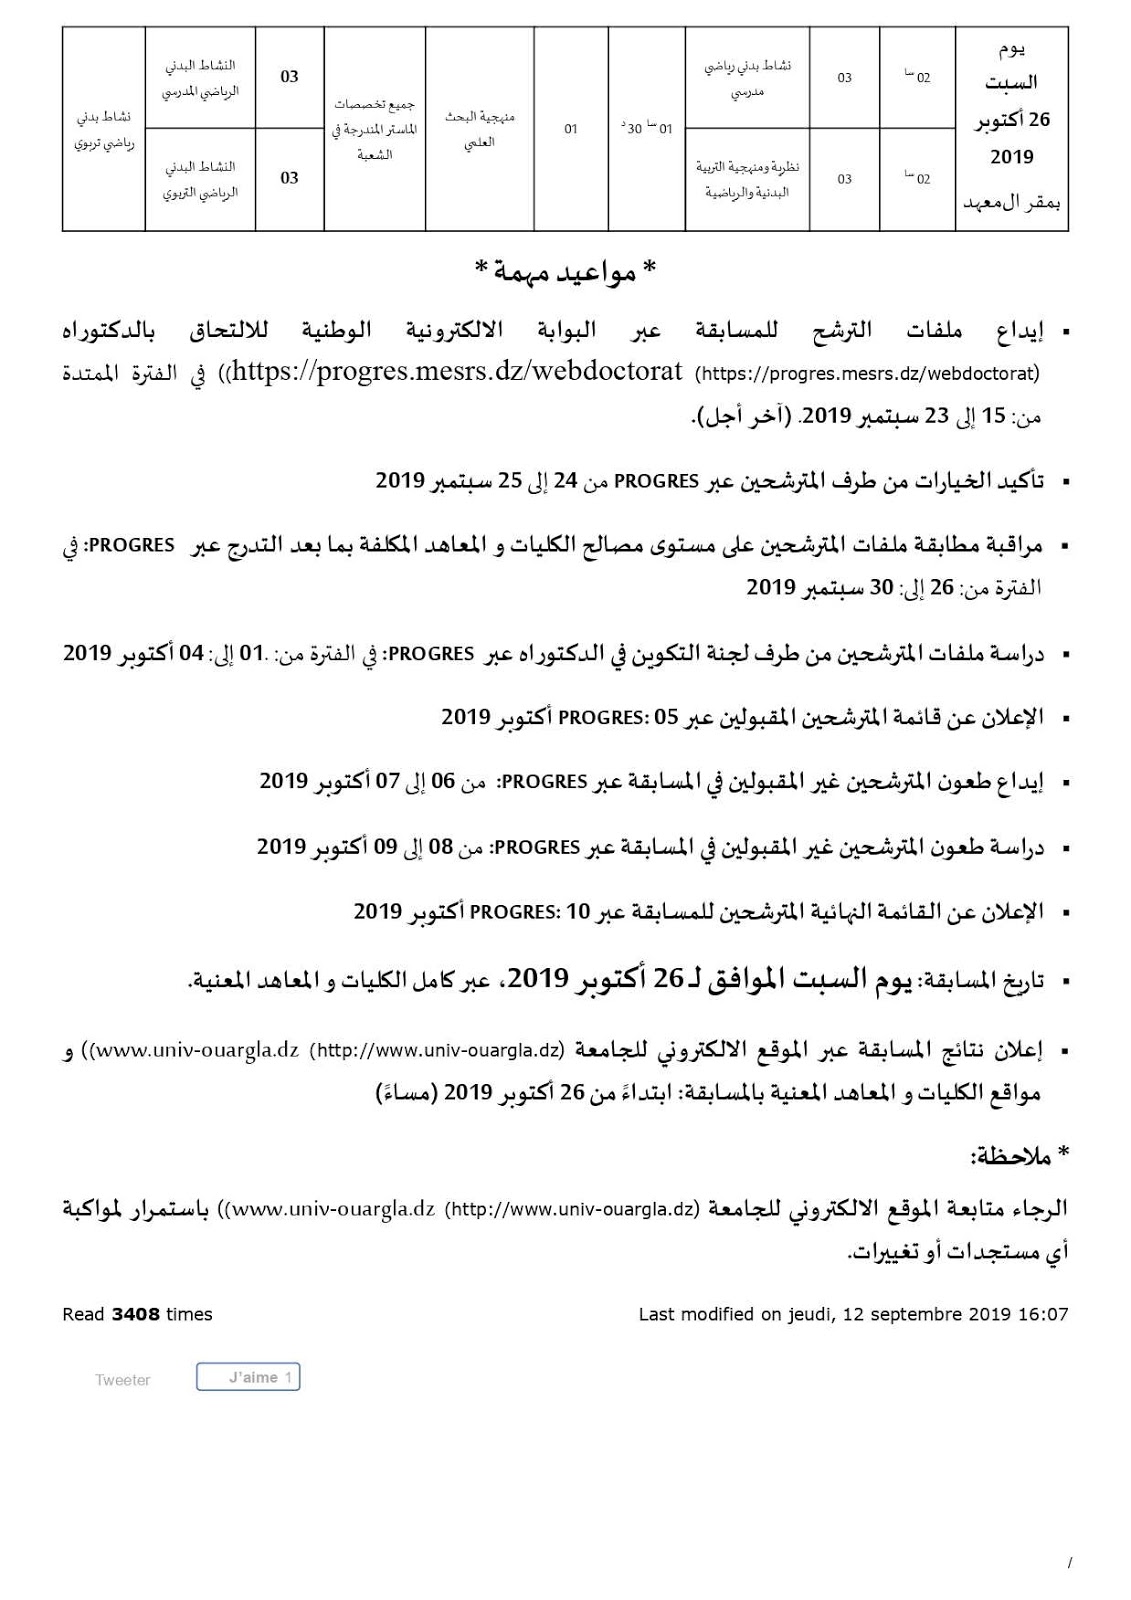 نشاط بدني
رياضي تربوي
النشاط البدني
الرياضي المدرسي
03
النشاط البدني
الرياضي التربوي
03
جميع تخصصات
الماستر المندرجة في
الشعبة
منهجية البحث
العلمي
01
01 سا 30 د
نشاط بدني رياضي
مدرسي
03
02 سا
نظرية ومنهجية التربية
البدنية والرياضية
03
02 سا
يوم
السبت
26 أكتوبر
2019
بمقر ال معهد
* مواعيد مهمة *
▪ إيداع ملفات الترشح للمسابقة عبر البوابة الالكترونية الوطنية للالتحاق بالدكتوراه
(https://progres.mesrs.dz/webdoctorat) https://progres.mesrs.dz/webdoctorat)) في الفترة الممتدة
من: 15 إلى 23 سبتمبر 2019. (آخر أجل).
▪ تأكيد الخيارات من طرف المترشحين عبر PROGRES من 24 إلى 25 سبتمبر 2019
▪ مراقبة مطابقة ملفات المترشحين على مستوى مصالح الكليات و المعاهد المكلفة بما بعد التدرج عبر PROGRES: في
الفترة من: 26 إلى: 30 سبتمبر 2019
▪ دراسة ملفات المترشحين من طرف لجنة التكوين في الدكتوراه عبر PROGRES: في الفترة من: .01 إلى: 04 أكتوبر 2019
▪ الإعلان عن قائمة المترشحين المقبولين عبر PROGRES: 05 أكتوبر 2019
▪ إيداع طعون المترشحين غير المقبولين في المسابقة عبر PROGRES: من 06 إلى 07 أكتوبر 2019
▪ دراسة طعون المترشحين غير المقبولين في المسابقة عبر PROGRES: من 08 إلى 09 أكتوبر 2019
▪ الإعلان عن القائمة النهائية المترشحين للمسابقة عبر PROGRES: 10 أكتوبر 2019
▪ تاريخ المسابقة: يوم السبت الموافق لـ 26 أكتوبر 2019، عبر كامل الكليات و المعاهد المعنية.
▪ إعلان نتائج المسابقة عبر الموقع الالكتروني للجامعة (http://www.univ-ouargla.dz) www.univ-ouargla.dz)) و
مواقع الكليات و المعاهد المعنية بالمسابقة: ابتداءً من 26 أكتوبر 2019 (مساءً)
* ملاحظة:
الرجاء متابعة الموقع الالكتروني للجامعة (http://www.univ-ouargla.dz) www.univ-ouargla.dz)) باستمرار لمواكبة
أي مستجدات أو تغييرات.
Read 3408 times
Last modified on jeudi, 12 septembre 2019 16:07
Tweeter
J'aime 1
/